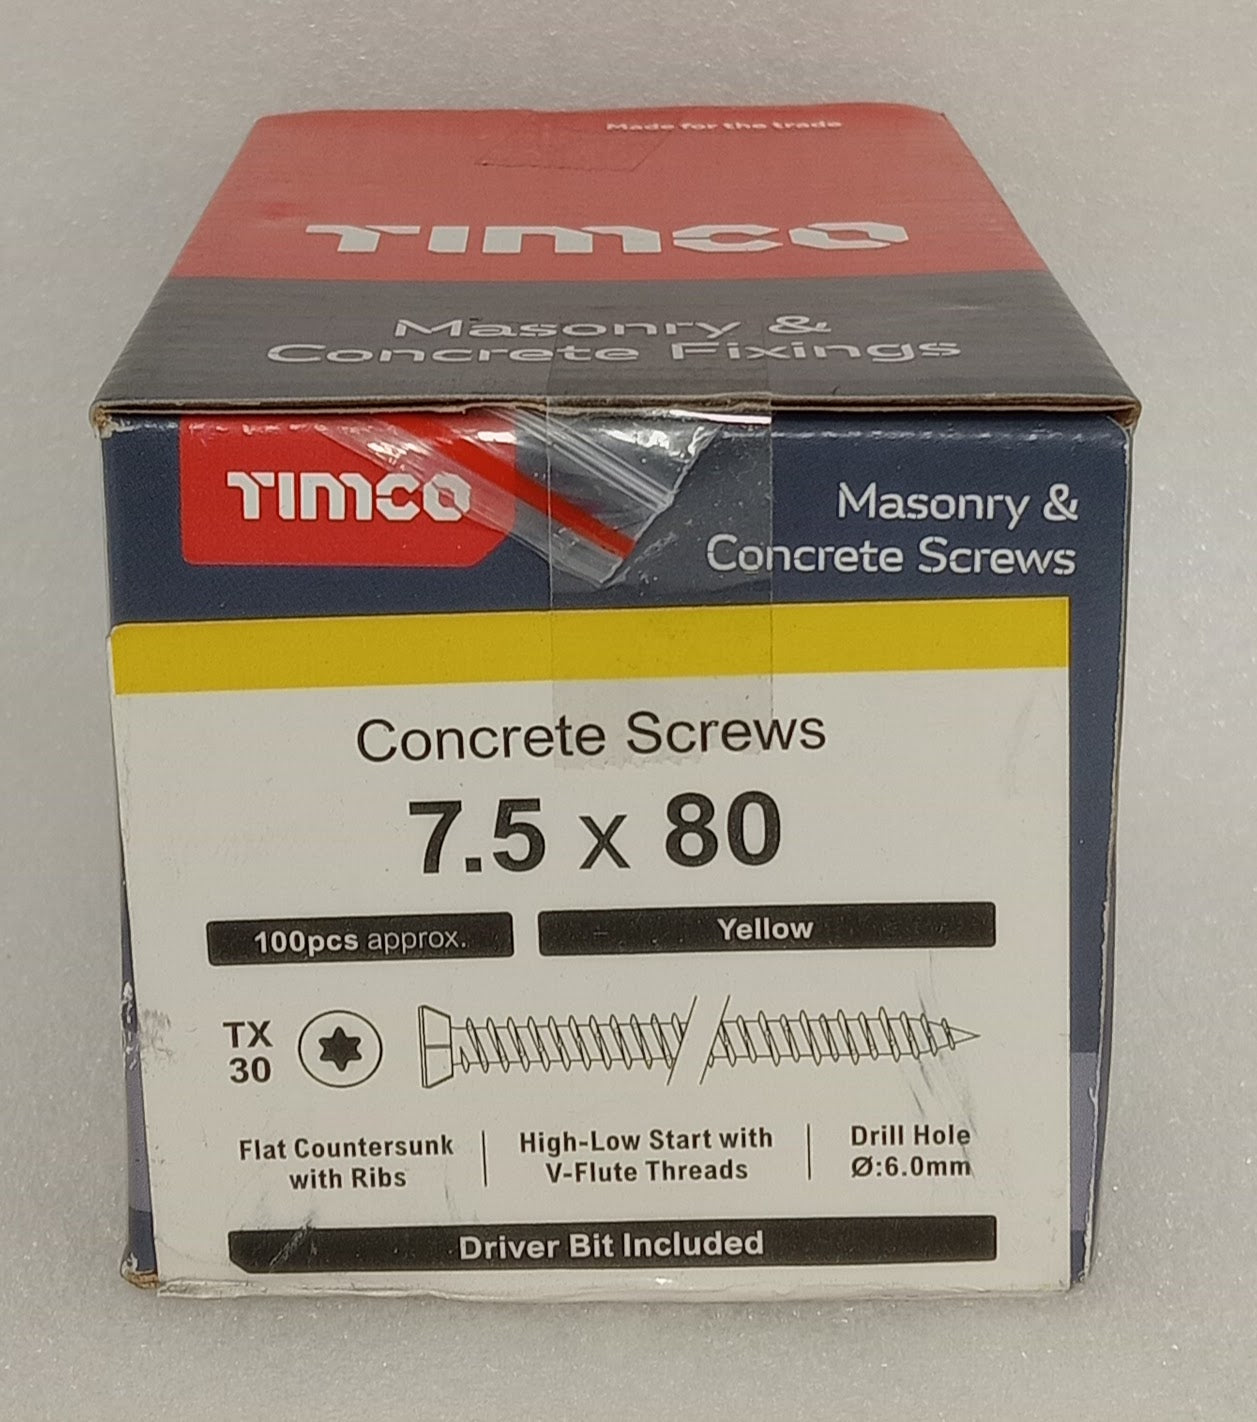 Made for the trade
TIMCO
Masonry &
Concrete Fixings
TIMCO
Masonry &
Concrete Screws
Concrete Screws
7.5 x 80
100pcs approx.
Yellow
TX
30
Flat Countersunk
with Ribs
High-Low Start with
V-Flute Threads
Drill Hole
Ø:6.0mm
Driver Bit Included